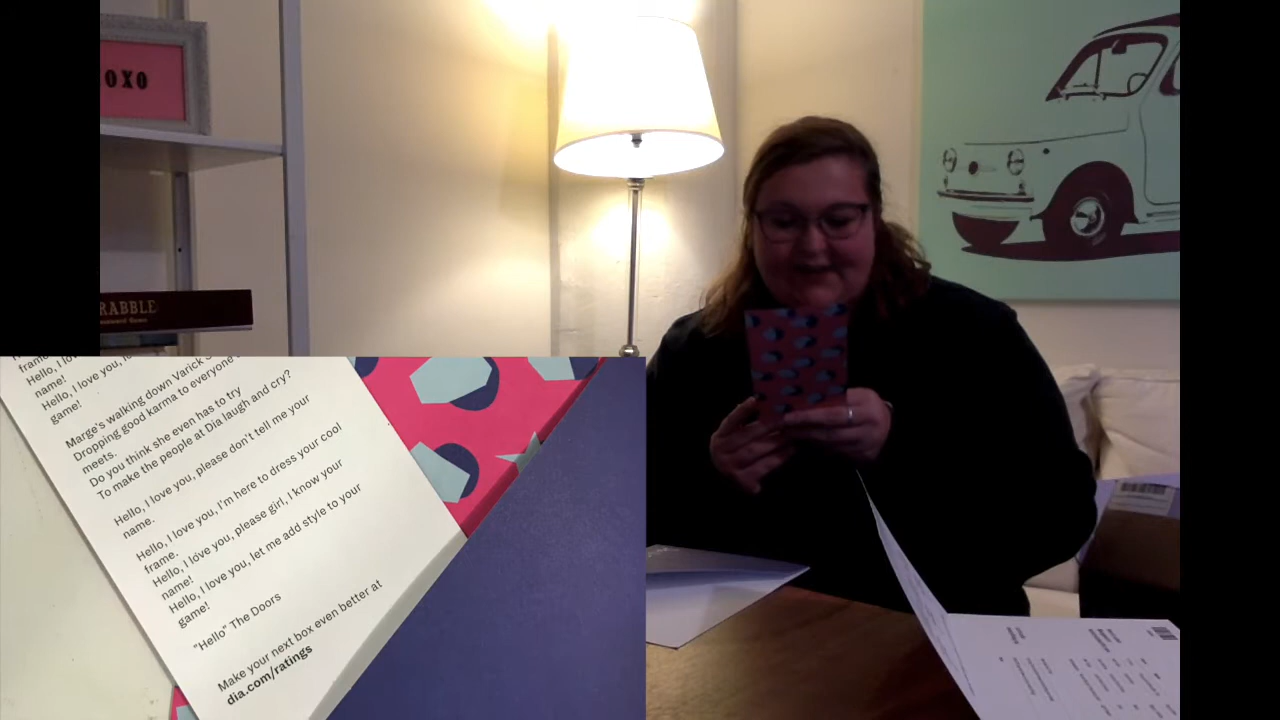 OXO
RABBLE
frame
Hello, I lov
name!
Hello, I love you,
game!
Marge's walking down Varick
Dropping good karma to everyone
meets.
Do you think she even has to try
To make the people at Dia laugh and cry?
Hello, I love you, please don't tell me your
name.
Hello, I love you, I'm here to dress your cool
frame.
Hello, I love you, please girl, I know your
name!
Hello, I love you, let me add style to your
game!
"Hello" The Doors
Make your next box even better at
dia.com/ratings